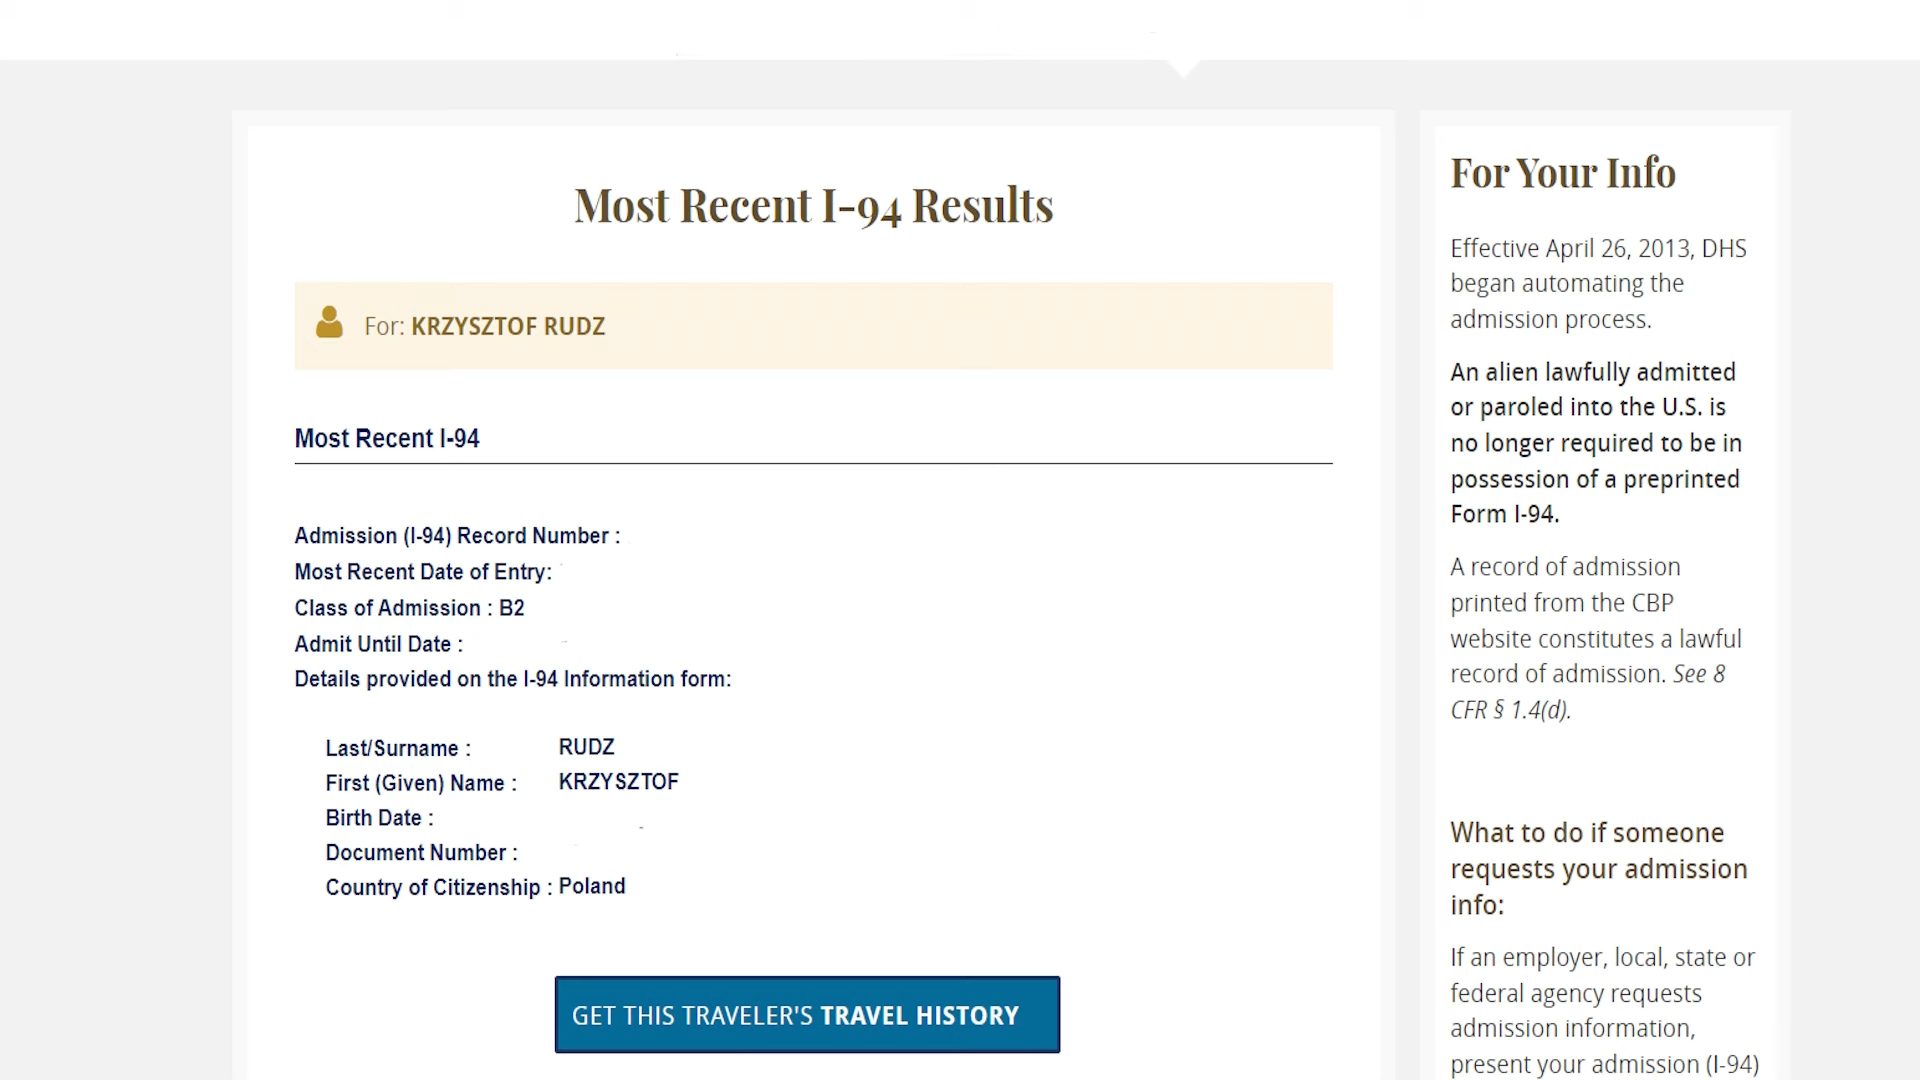 Most Recent I-94 Results
For: KRZYSZTOF RUDZ
Most Recent I-94
Admission (I-94) Record Number :
Most Recent Date of Entry:
Class of Admission : B2
Admit Until Date :
Details provided on the I-94 Information form:
Last/Surname : RUDZ
First (Given) Name : KRZYSZTOF
Birth Date :
Document Number :
Country of Citizenship : Poland
GET THIS TRAVELER'S TRAVEL HISTORY
For Your Info
Effective April 26, 2013, DHS
began automating the
admission process.
An alien lawfully admitted
or paroled into the U.S. is
no longer required to be in
possession of a preprinted
Form I-94.
A record of admission
printed from the CBP
website constitutes a lawful
record of admission. See 8
CFR § 1.4(d).
What to do if someone
requests your admission
info:
If an employer, local, state or
federal agency requests
admission information,
present your admission (I-94)